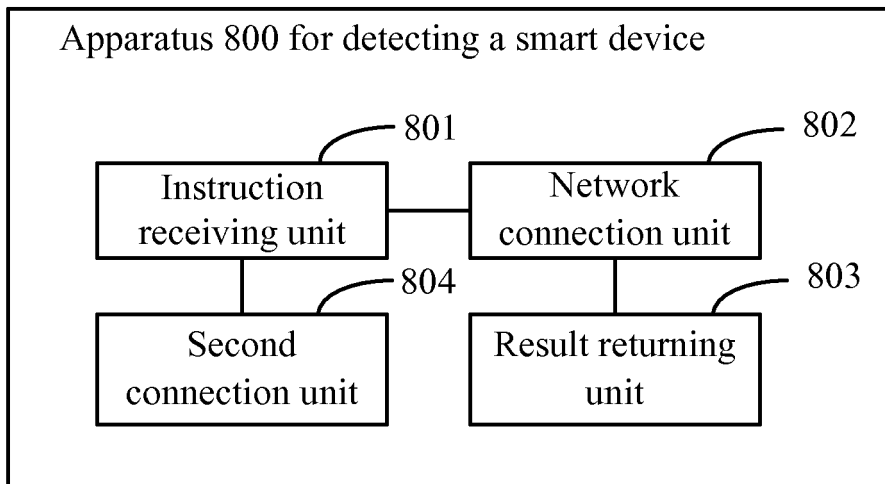 Apparatus 800 for detecting a smart device
801
802
Instruction
receiving unit
Network
connection unit
804
803
Second
connection unit
Result returning
unit